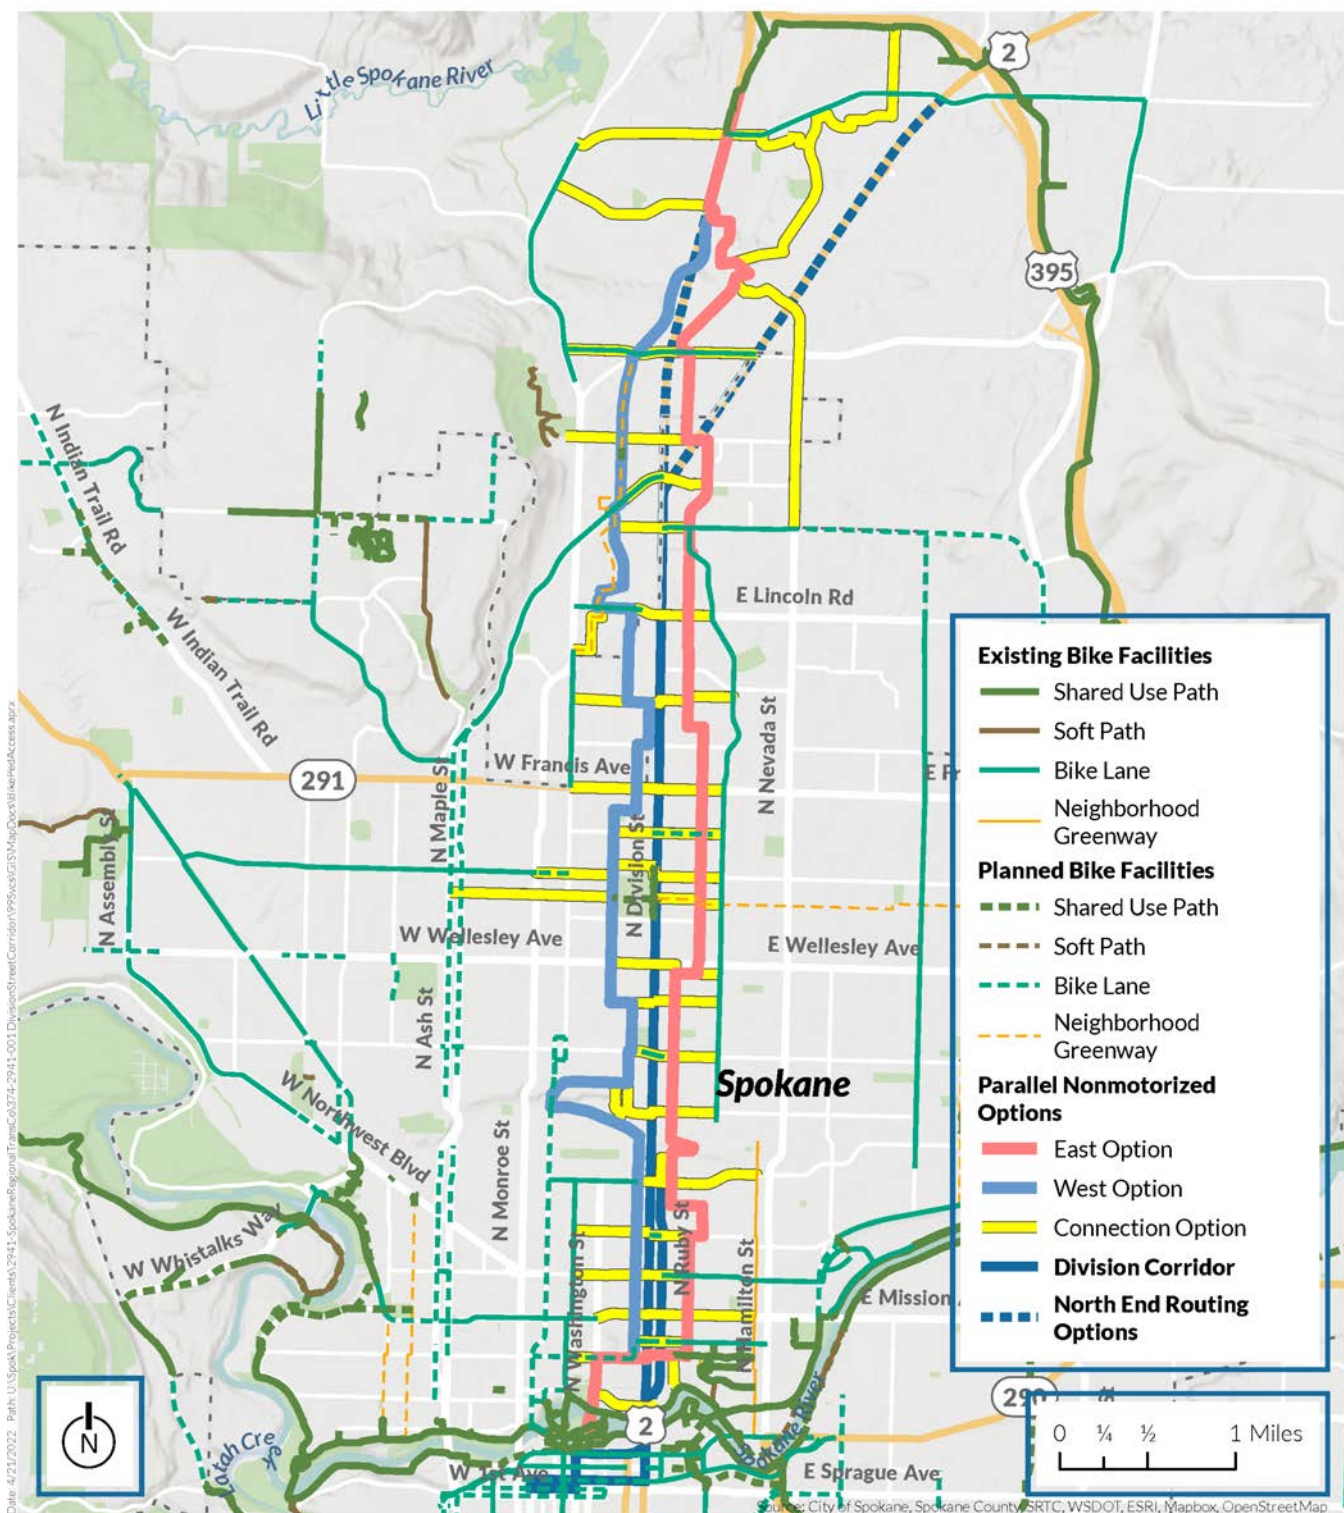 Little Spokane River
2
395
N Indian Trail Rd
W Indian Trail Rd
E Lincoln Rd
N Nevada St
W Francis Ave
291
N Maple St
N Assembly St
N Division St
W Wellesley Ave
E Wellesley Ave
N Ash St
Spokane
W Northwest Blvd
N Monroe St
W Whistalks Way
N Washington St
N Ruby St
N Hamilton St
E Mission
Latah Creek
Spokane River
2
W 1st Ave
E Sprague Ave
Existing Bike Facilities
Shared Use Path
Soft Path
Bike Lane
Neighborhood
Greenway
Planned Bike Facilities
Shared Use Path
Soft Path
Bike Lane
Neighborhood
Greenway
Parallel Nonmotorized
Options
East Option
West Option
Connection Option
Division Corridor
North End Routing
Options
N
0 ¼ ½ 1 Miles
Source: City of Spokane, Spokane County, SRTC, WSDOT, ESRI, Mapbox, OpenStreetMap
Date: 4/21/2022